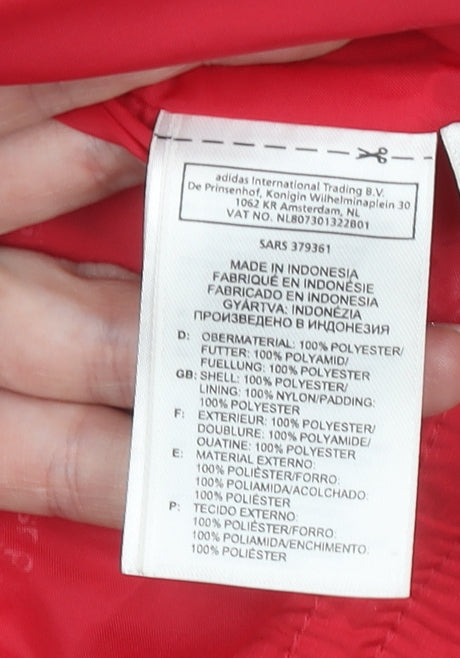 adidas International Trading B.V.
De Prinsenhof, Konigin Wilhelminaplein 30
1062 KR Amsterdam, NL
VAT NO. NL807301322B01
SARS 379361
MADE IN INDONESIA
FABRIQUÉ EN INDONÉSIE
FABRICADO EN INDONESIA
GYÁRTVA: INDONÉZIA
ПРОИЗВЕДЕНО В ИНДОНЕЗИЯ
D: OBERMATERIAL: 100% POLYESTER/
FUTTER: 100% POLYAMID/
FUELLUNG: 100% POLYESTER
GB: SHELL: 100% POLYESTER/
LINING: 100% NYLON/PADDING:
100% POLYESTER
F: EXTERIEUR: 100% POLYESTER/
DOUBLURE: 100% POLYAMIDE/
OUATINE: 100% POLYESTER
E: MATERIAL EXTERNO:
100% POLIÉSTER/FORRO:
100% POLIAMIDA/ACOLCHADO:
100% POLIÉSTER
P: TECIDO EXTERNO:
100% POLIÉSTER/FORRO:
100% POLIAMIDA/ENCHIMENTO:
100% POLIÉSTER